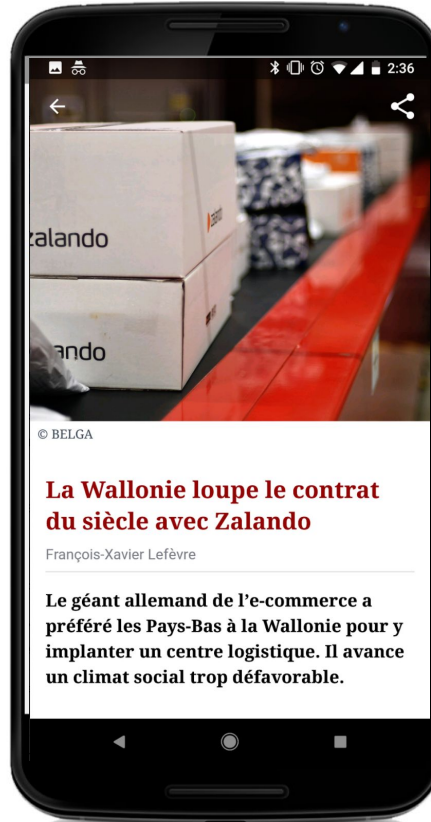 2:36
zalando
zalando
ando
© BELGA
La Wallonie loupe le contrat
du siècle avec Zalando
François-Xavier Lefèvre
Le géant allemand de l’e-commerce a
préféré les Pays-Bas à la Wallonie pour y
implanter un centre logistique. Il avance
un climat social trop défavorable.